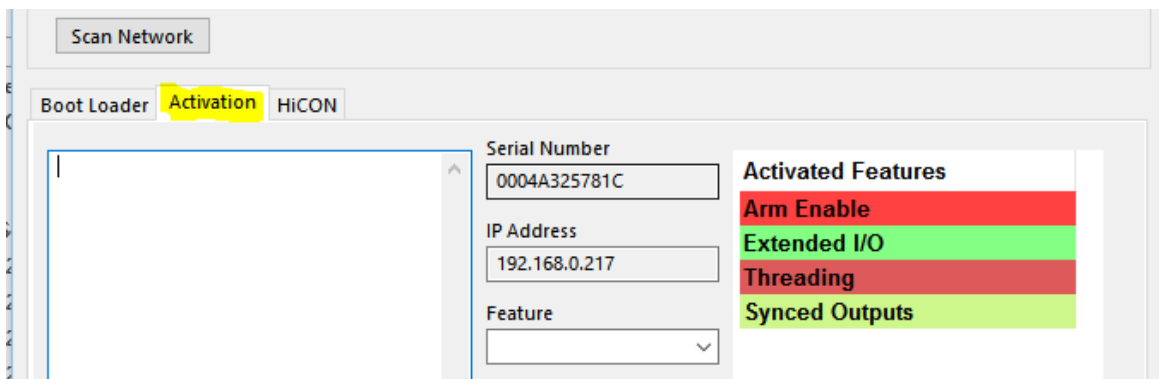 Scan Network
Boot Loader Activation HiCON
Serial Number
0004A325781C
IP Address
192.168.0.217
Feature
Activated Features
Arm Enable
Extended I/O
Threading
Synced Outputs